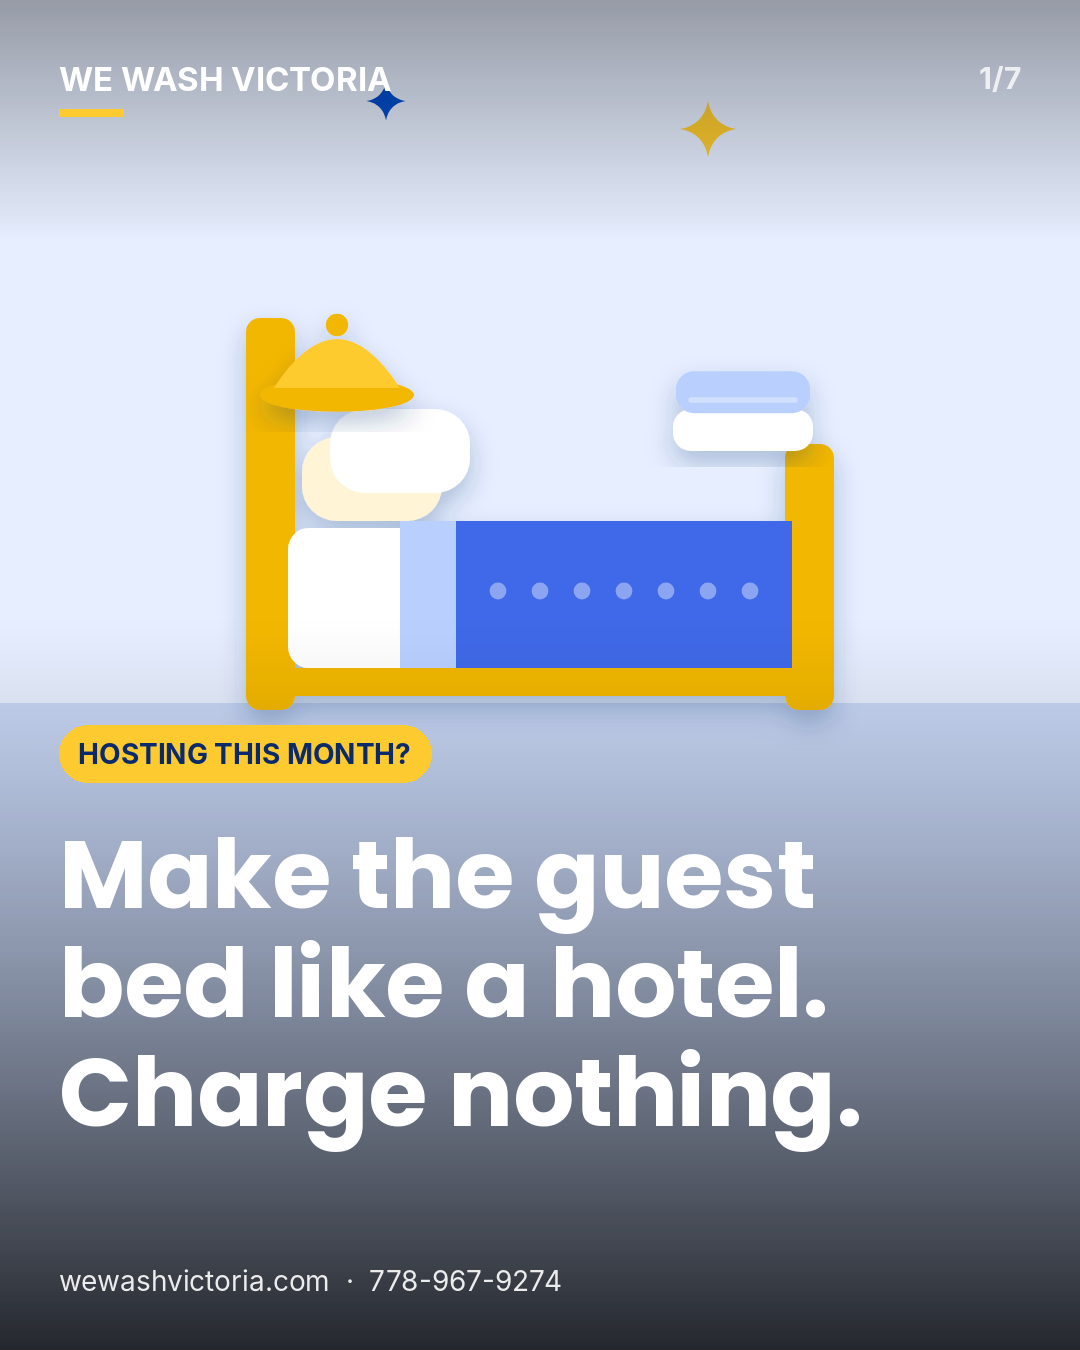 WE WASH VICTORIA
1/7
HOSTING THIS MONTH?
Make the guest
bed like a hotel.
Charge nothing.
wewashvictoria.com · 778-967-9274